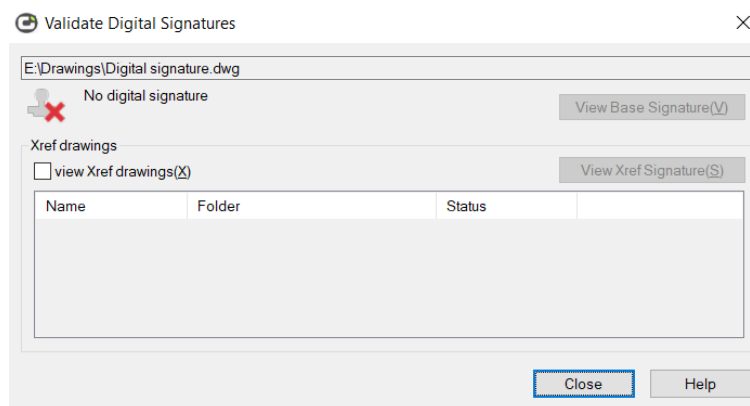 Validate Digital Signatures
E:\Drawings\Digital signature.dwg
No digital signature
View Base Signature(V)
Xref drawings
view Xref drawings(X)
View Xref Signature(S)
Name Folder Status
Close Help